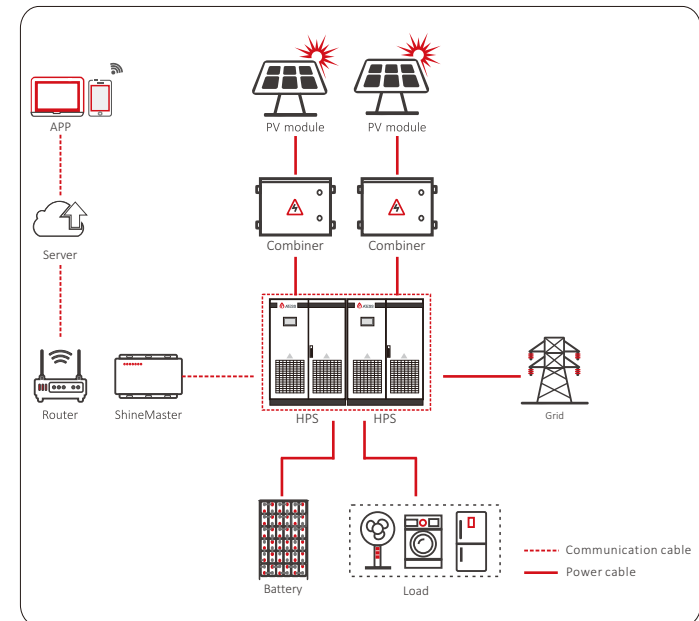 APP
PV module
PV module
Server
Combiner
Combiner
Router
ShineMaster
HPS
HPS
Grid
Battery
Load
Communication cable
Power cable